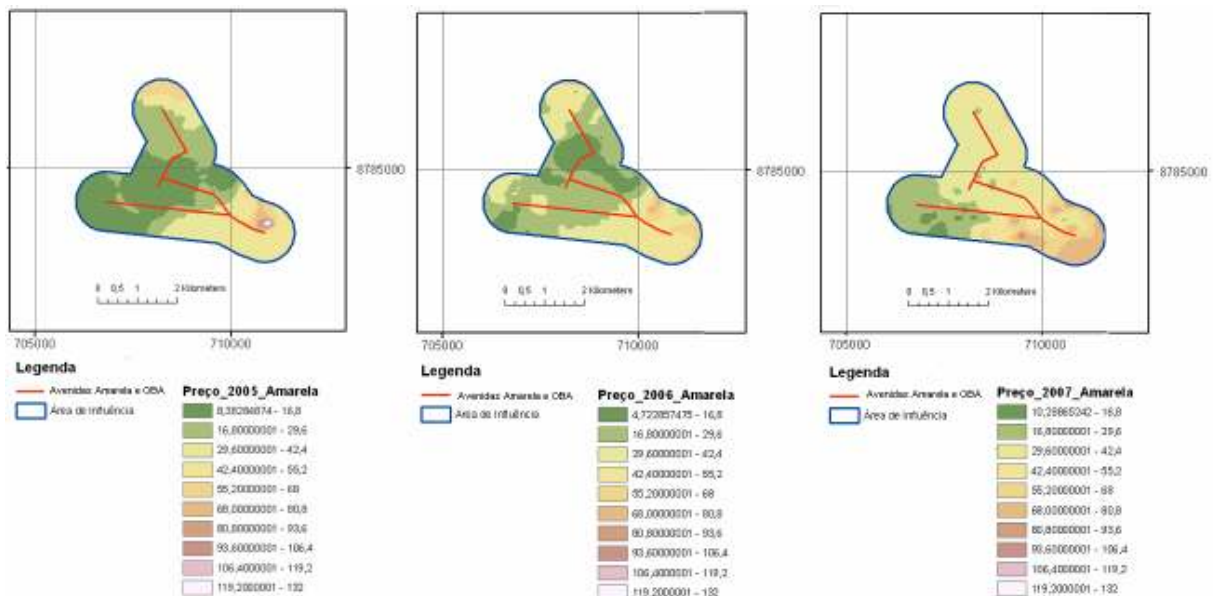 8785000
0 0,5 1 2 Kilometers
705000 710000
Legenda
Avenidas Amarela e OBA
Área de Influência
Preço_2005_Amarela
16,80000001 - 29,6
29,60000001 - 42,4
42,40000001 - 55,2
55,20000001 - 68
68,00000001 - 80,8
80,80000001 - 93,6
93,60000001 - 106,4
106,4000001 - 119,2
119,2000001 - 132
8785000
0 0,5 1 2 Kilometers
705000 710000
Legenda
Avenidas Amarela e OBA
Área de Influência
Preço_2006_Amarela
4,722857475 - 16,8
16,80000001 - 29,6
29,60000001 - 42,4
42,40000001 - 55,2
55,20000001 - 68
68,00000001 - 80,8
80,80000001 - 93,6
93,60000001 - 106,4
106,4000001 - 119,2
119,2000001 - 132
8785000
0 0,5 1 2 Kilometers
705000 710000
Legenda
Avenidas Amarela e OBA
Área de Influência
Preço_2007_Amarela
10,28865242 - 16,8
16,80000001 - 29,6
29,60000001 - 42,4
42,40000001 - 55,2
55,20000001 - 68
68,00000001 - 80,8
80,80000001 - 93,6
93,60000001 - 106,4
106,4000001 - 119,2
119,2000001 - 132